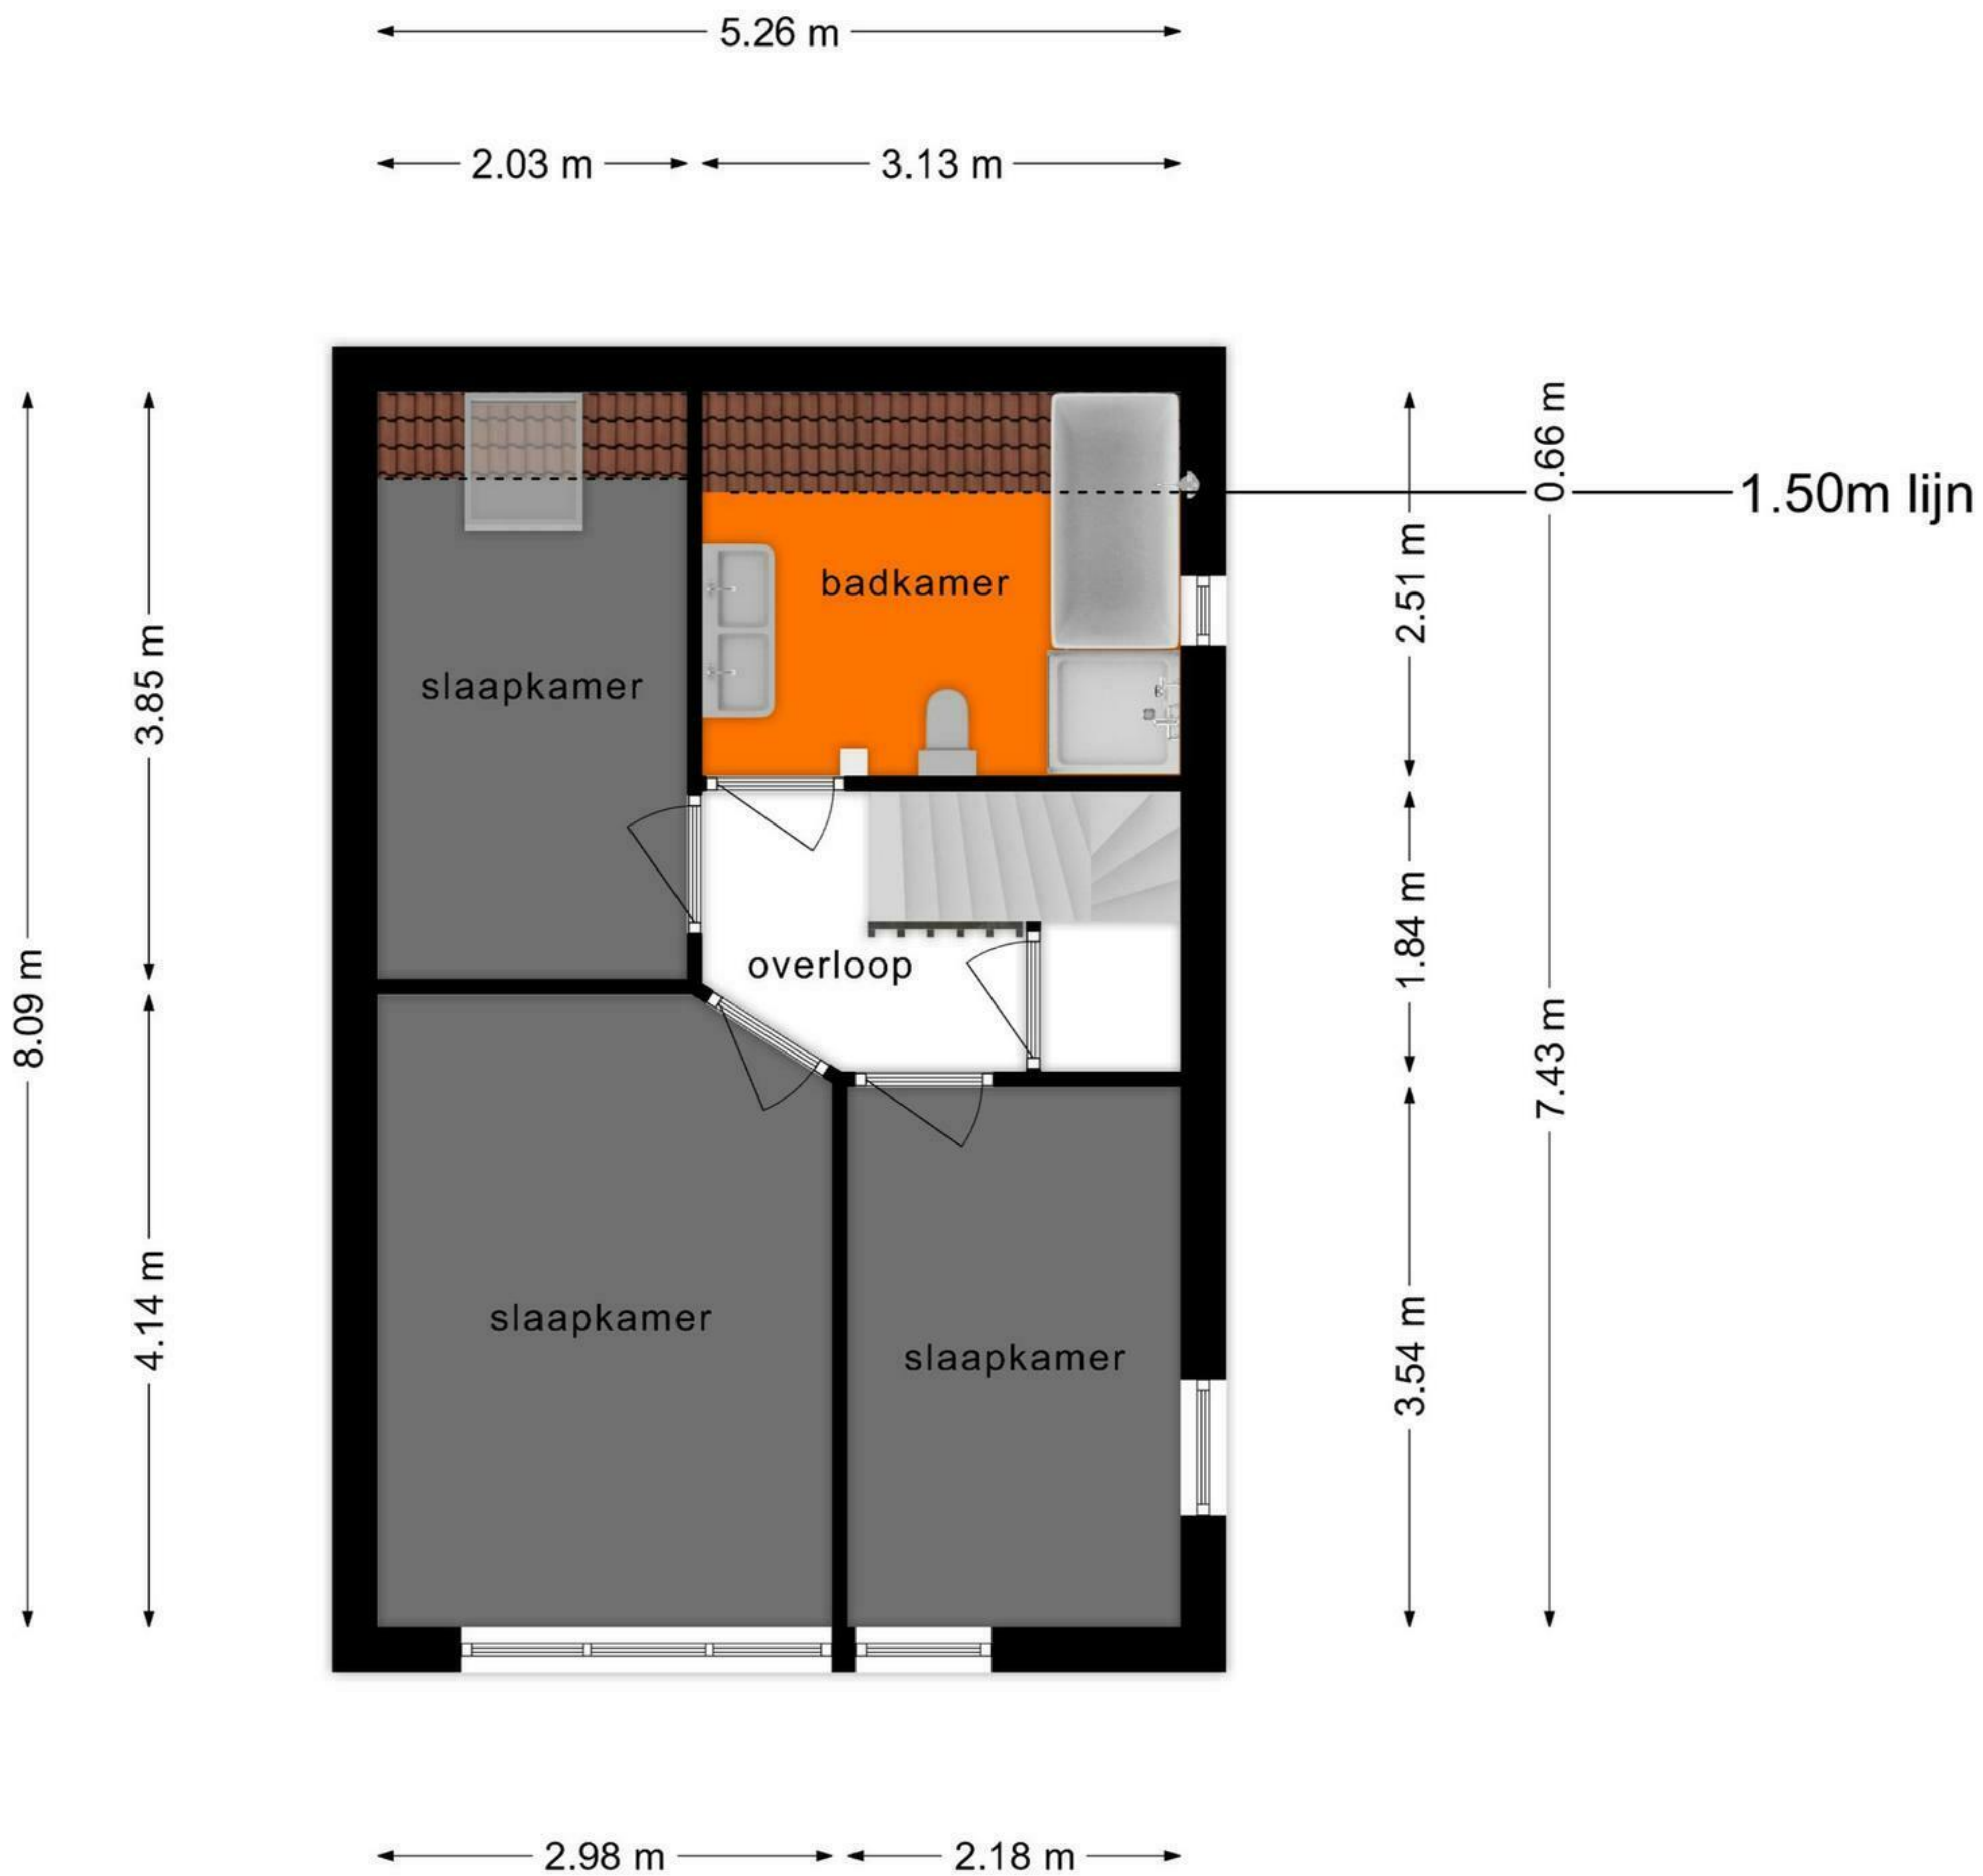 5.26 m
2.03 m
3.13 m
0.66 m
1.50m lijn
2.51 m
badkamer
3.85 m
slaapkamer
1.84 m
overloop
8.09 m
7.43 m
4.14 m
slaapkamer
slaapkamer
3.54 m
2.98 m
2.18 m